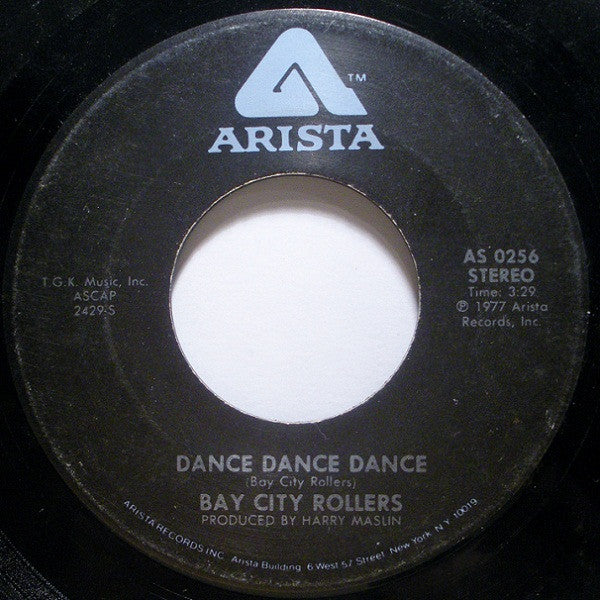 ARISTA
™
T.G.K. Music, Inc.
ASCAP
2429-S
AS 0256
STEREO
Time: 3:29
℗ 1977 Arista
Records, Inc.
DANCE DANCE DANCE
(Bay City Rollers)
BAY CITY ROLLERS
PRODUCED BY HARRY MASLIN
ARISTA RECORDS INC. Arista Building 6 West 57 Street, New York, N.Y. 10019